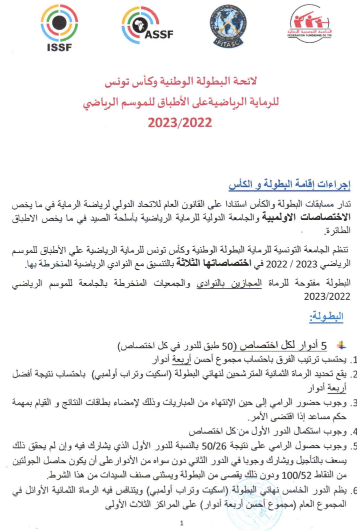 ISSF
ASSF
FITASC
لائحة البطولة الوطنية وكأس تونس
للرماية الرياضية على الأطباق للموسم الرياضي
2023/2022
إجراءات إقامة البطولة و الكأس
تدار مسابقات البطولة والكأس استنادا على القانون العام للاتحاد الدولي لرياضة الرماية في ما يخص
الاختصاصات الاولمبية والجامعة الدولية للرماية الرياضية بأسلحة الصيد في ما يخص الاطباق
الطائرة.
تنظم الجامعة التونسية للرماية البطولة الوطنية وكأس تونس للرماية الرياضية علي الأطباق للموسم
الرياضي 2023 / 2022 في اختصاصاتها الثلاثة بالتنسيق مع النوادي الرياضية المنخرطة بها.
البطولة مفتوحة للرماة المجازين بالنوادي والجمعيات المنخرطة بالجامعة للموسم الرياضي
2023/2022
البطولة:
5 أدوار لكل اختصاص (50 طبق للدور في كل اختصاص)
1. يحتسب ترتيب الفرق باحتساب مجموع أحسن أربعة أدوار
2. يقع تحديد الرماة الثمانية المترشحين لنهائي البطولة (اسكيت وتراب أولمبي) باحتساب نتيجة أفضل
أربعة أدوار
3. وجوب حضور الرامي إلى حين الإنتهاء من المباريات وذلك لإمضاء بطاقات النتائج و القيام بمهمة
حكم مساعد إذا اقتضى الأمر.
4. وجوب استكمال الدور الأول من كل اختصاص
5. وجوب حصول الرامي على نتيجة 50/26 بالنسبة للدور الأول الذي يشارك فيه وإن لم يحقق ذلك
يسعف بالتأجيل ويشارك وجوبا في الدور الثاني دون سواه من الأدوار على أن يكون حاصل الجولتين
من النقاط 100/52 ودون ذلك يقصى من البطولة ويستثنى صنف السيدات من هذا الشرط.
6. يظم الدور الخامس نهائي البطولة (اسكيت وتراب أولمبي) ويتنافس فيه الرماة الثمانية الأوائل في
المجموع العام (مجموع أحسن أربعة أدوار) على المراكز الثلاث الأولى
1